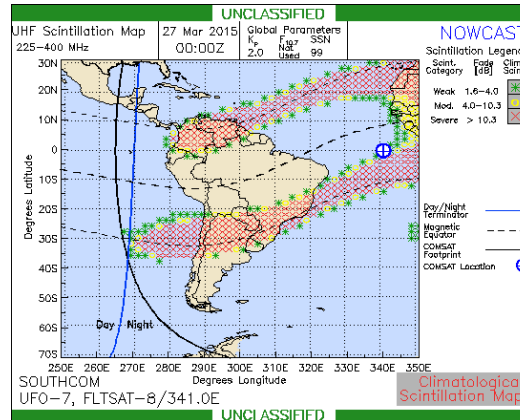 UNCLASSIFIED
UHF Scintillation Map
225-400 MHz
27 Mar 2015
00:00Z
Global Parameters
Kp F10.7 SSN
2.0 Not Used 99
NOWCAST
Scintillation Legend
Scint. Category Fade [dB] Clim Scin
Weak 1.6-4.0
Mod. 4.0-10.3
Severe > 10.3
30N
20N
10N
0
10S
20S
30S
40S
50S
60S
70S
Degrees Latitude
Day Night
250E 260E 270E 280E 290E 300E 310E 320E 330E 340E 350E
Degrees Longitude
Day/Night Terminator
Magnetic Equator
COMSAT Footprint
COMSAT Location
SOUTHCOM
UFO-7, FLTSAT-8/341.0E
Climatological
Scintillation Map
UNCLASSIFIED